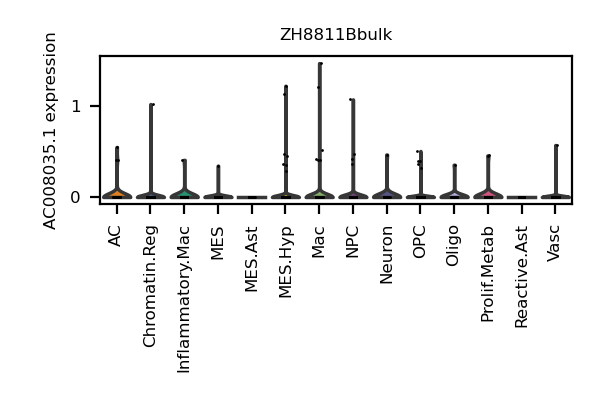 ZH8811Bbulk
AC008035.1 expression
1
0
AC
Chromatin.Reg
Inflammatory.Mac
MES
MES.Ast
MES.Hyp
Mac
NPC
Neuron
OPC
Oligo
Prolif.Metab
Reactive.Ast
Vasc